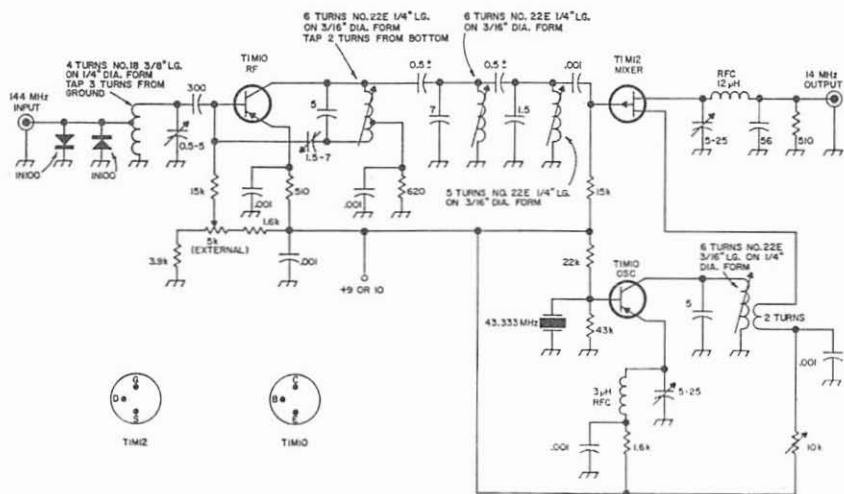 6 TURNS NO.22E 1/4" LG.
ON 3/16" DIA. FORM
TAP 2 TURNS FROM BOTTOM
6 TURNS NO. 22E 1/4" LG.
ON 3/16" DIA. FORM
4 TURNS NO.18 3/8" LG.
ON 1/4" DIA. FORM
TAP 3 TURNS FROM
GROUND
TIM10
RF
TIM12
MIXER
144 MHz
INPUT
300
0.5-5
5
1.5-7
0.5±
7
0.5±
1.5
.001
RFC
12µH
14 MHz
OUTPUT
5-25
56
510
IN100
IN100
15k
.001
510
.001
620
5 TURNS NO. 22E 1/4" LG.
ON 3/16" DIA. FORM
15k
3.9k
5k
(EXTERNAL)
1.6k
.001
+9 OR 10
22k
TIM10
OSC
6 TURNS NO.22E
3/16" LG. ON 1/4"
DIA. FORM
43.333 MHz
43k
5
2 TURNS
.001
3µH
RFC
5-25
.001
1.6k
10k
G
D
S
TIM12
C
B
E
TIM10